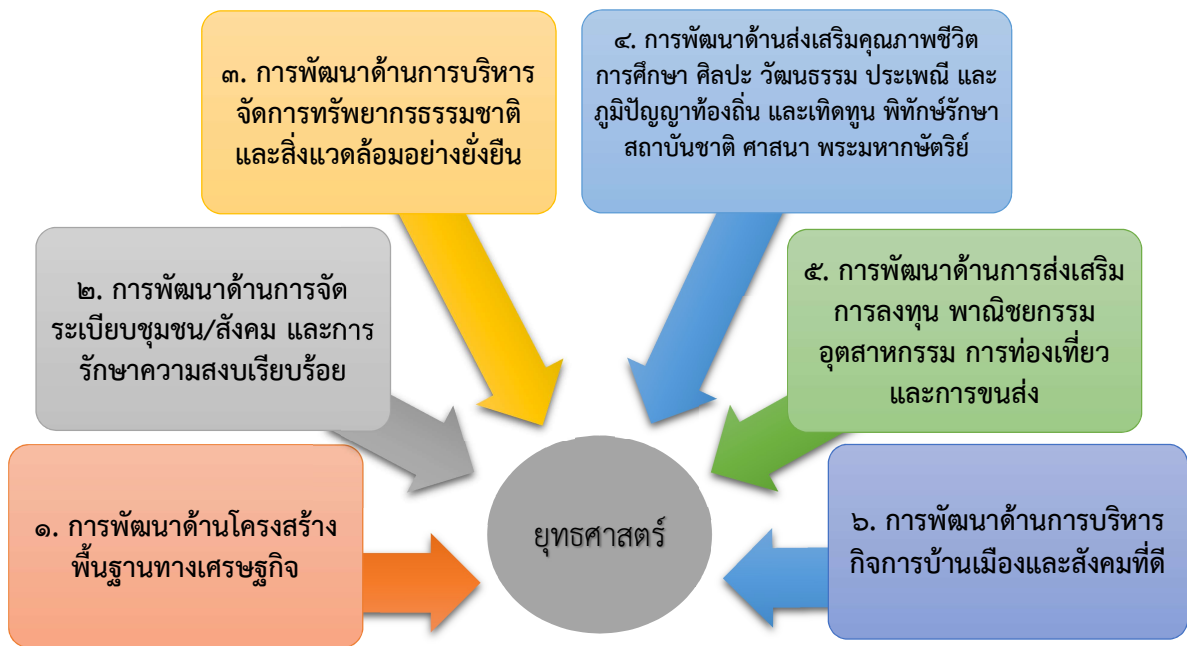 ๓. การพัฒนาด้านการบริหาร
จัดการทรัพยากรธรรมชาติ
และสิ่งแวดล้อมอย่างยั่งยืน
๔. การพัฒนาด้านส่งเสริมคุณภาพชีวิต
การศึกษา ศิลปะ วัฒนธรรม ประเพณี และ
ภูมิปัญญาท้องถิ่น และเทิดทูน พิทักษ์รักษา
สถาบันชาติ ศาสนา พระมหากษัตริย์
๒. การพัฒนาด้านการจัด
ระเบียบชุมชน/สังคม และการ
รักษาความสงบเรียบร้อย
๕. การพัฒนาด้านการส่งเสริม
การลงทุน พาณิชยกรรม
อุตสาหกรรม การท่องเที่ยว
และการขนส่ง
๑. การพัฒนาด้านโครงสร้าง
พื้นฐานทางเศรษฐกิจ
ยุทธศาสตร์
๖. การพัฒนาด้านการบริหาร
กิจการบ้านเมืองและสังคมที่ดี